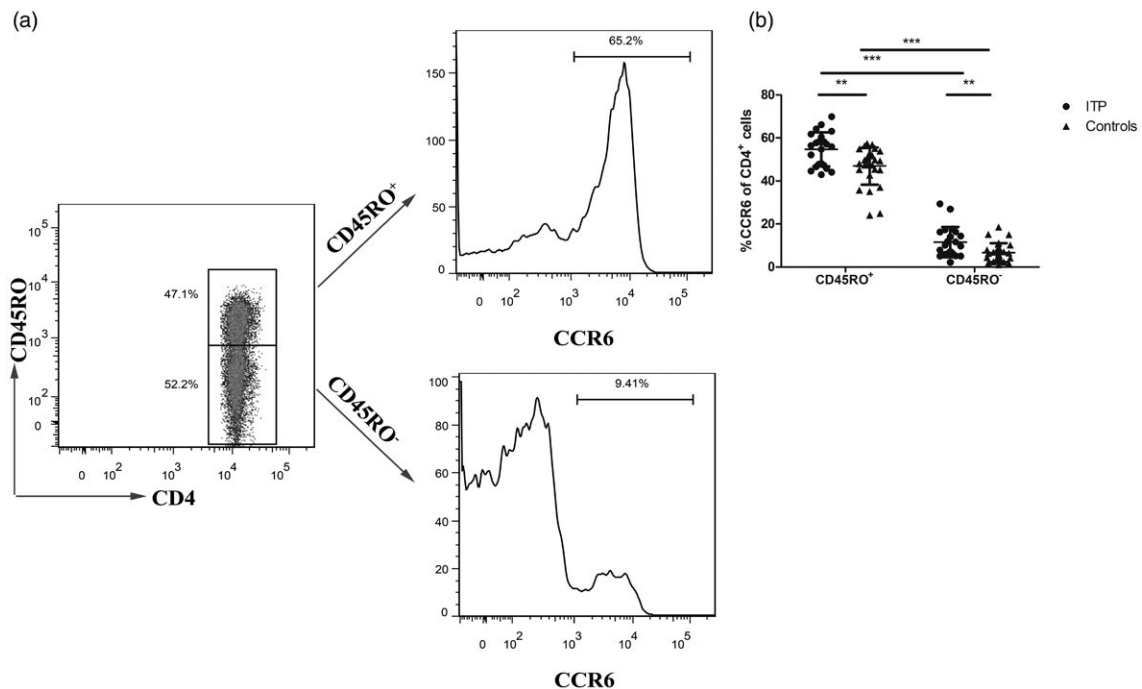 (a)
65.2%
150
100
50
0
0 10² 10³ 10⁴ 10⁵
CCR6
CD45RO⁺
10⁵
10⁴
10³
10²
0
CD45RO
47.1%
52.2%
0 10² 10³ 10⁴ 10⁵
CD4
CD45RO⁻
9.41%
100
80
60
40
20
0
0 10² 10³ 10⁴ 10⁵
CCR6
(b)
***
***
** **
80
60
40
20
0
%CCR6 of CD4⁺ cells
CD45RO⁺ CD45RO⁻
ITP
Controls